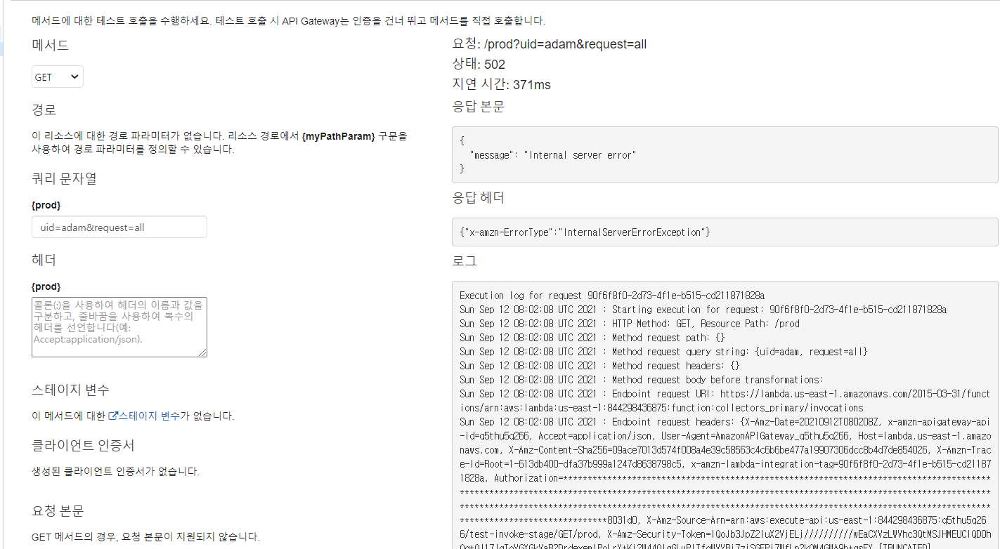 메서드에 대한 테스트 호출을 수행하세요. 테스트 호출 시 API Gateway는 인증을 건너 뛰고 메서드를 직접 호출합니다.
메서드
GET
경로
이 리소스에 대한 경로 파라미터가 없습니다. 리소스 경로에서 {myPathParam} 구문을
사용하여 경로 파라미터를 정의할 수 있습니다.
쿼리 문자열
{prod}
uid=adam&request=all
헤더
{prod}
콜론(:)을 사용하여 헤더의 이름과 값을
구분하고, 줄바꿈을 사용하여 복수의
헤더를 선언합니다(예:
Accept:application/json).
스테이지 변수
이 메서드에 대한 스테이지 변수가 없습니다.
클라이언트 인증서
생성된 클라이언트 인증서가 없습니다.
요청 본문
GET 메서드의 경우, 요청 본문이 지원되지 않습니다.
요청: /prod?uid=adam&request=all
상태: 502
지연 시간: 371ms
응답 본문
{
"message": "Internal server error"
}
응답 헤더
{"x-amzn-ErrorType":"InternalServerErrorException"}
로그
Execution log for request 90f6f8f0-2d73-4f1e-b515-cd211871828a
Sun Sep 12 08:02:08 UTC 2021 : Starting execution for request: 90f6f8f0-2d73-4f1e-b515-cd211871828a
Sun Sep 12 08:02:08 UTC 2021 : HTTP Method: GET, Resource Path: /prod
Sun Sep 12 08:02:08 UTC 2021 : Method request path: {}
Sun Sep 12 08:02:08 UTC 2021 : Method request query string: {uid=adam, request=all}
Sun Sep 12 08:02:08 UTC 2021 : Method request headers: {}
Sun Sep 12 08:02:08 UTC 2021 : Method request body before transformations:
Sun Sep 12 08:02:08 UTC 2021 : Endpoint request URI: https://lambda.us-east-1.amazonaws.com/2015-03-31/funct
ions/arn:aws:lambda:us-east-1:844298436875:function:collectors_primary/invocations
Sun Sep 12 08:02:08 UTC 2021 : Endpoint request headers: {X-Amz-Date=20210912T080208Z, x-amzn-apigateway-api
-id=q5thu5q266, Accept=application/json, User-Agent=AmazonAPIGateway_q5thu5q266, Host=lambda.us-east-1.amazo
naws.com, X-Amz-Content-Sha256=09ace7013d574f008a4e39c58563c4c6b6be477a19907306dcc8b4d7de854026, X-Amzn-Trac
e-Id=Root=1-613db400-dfa37b999a1247d8638798c5, x-amzn-lambda-integration-tag=90f6f8f0-2d73-4f1e-b515-cd21187
1828a, Authorization=***************************************************************************************
************************************************************************************************************
************************************************************************************************************
******************************8031d0, X-Amz-Source-Arn=arn:aws:execute-api:us-east-1:844298436875:q5thu5q26
6/test-invoke-stage/GET/prod, X-Amz-Security-Token=IQoJb3JpZ2luX2VjELj//////////wEaCXVzLWVhc3QtMSJHMEUCIQDOh